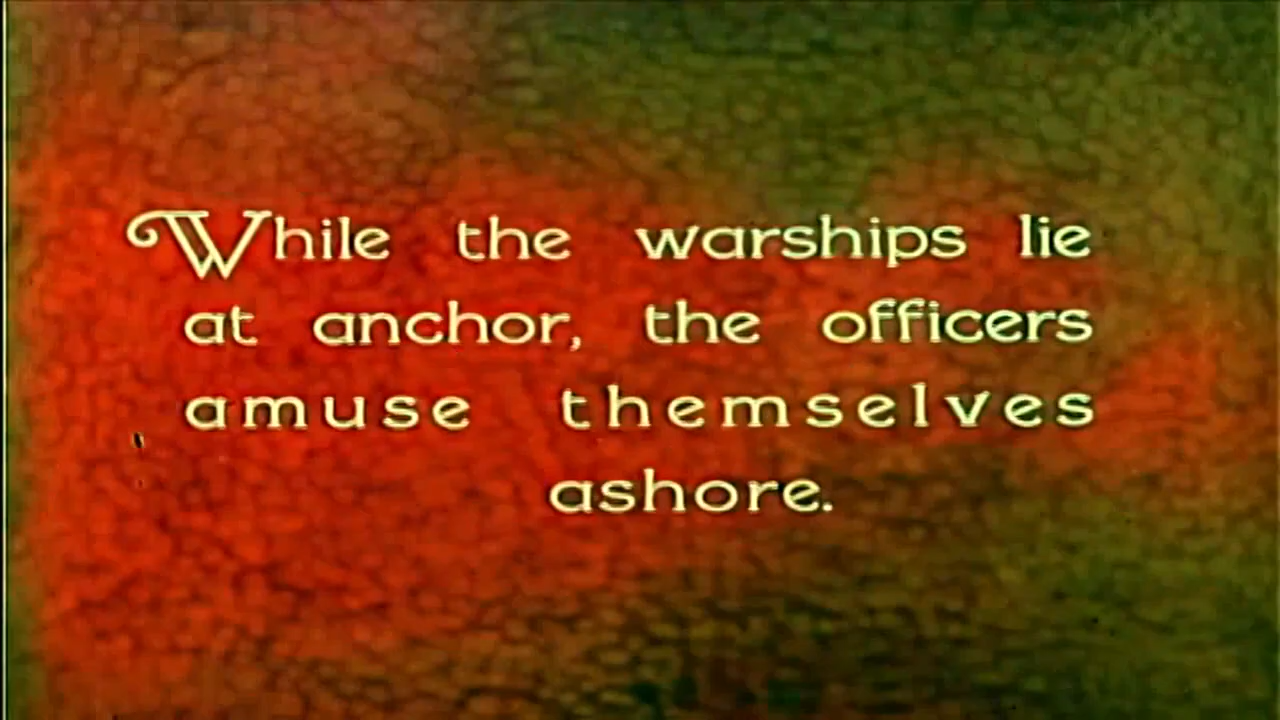 While the warships lie
at anchor, the officers
amuse themselves
ashore.